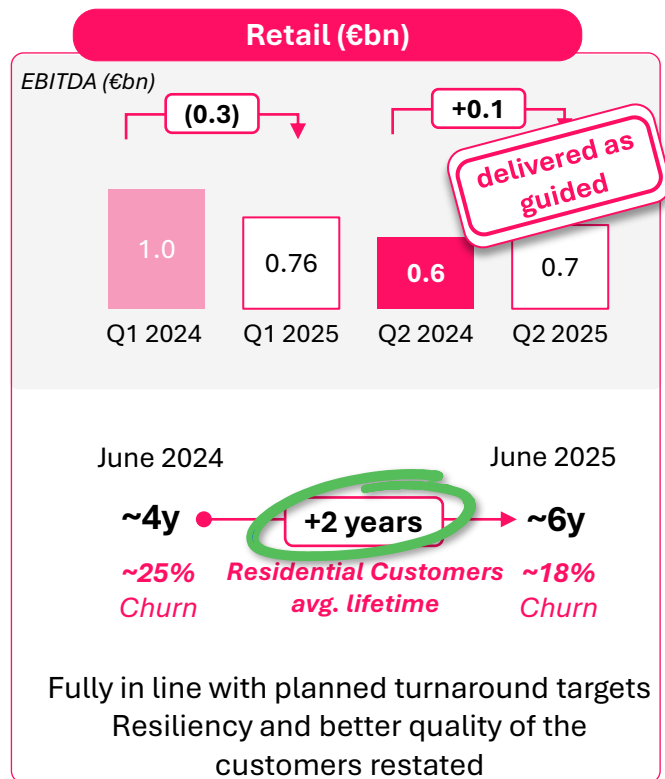 Retail (€bn)
EBITDA (€bn)
(0.3)
+0.1
delivered as
guided
1.0
0.76
0.6
0.7
Q1 2024
Q1 2025
Q2 2024
Q2 2025
June 2024
June 2025
~4y
+2 years
~6y
~25%
Churn
Residential Customers
avg. lifetime
~18%
Churn
Fully in line with planned turnaround targets
Resiliency and better quality of the
customers restated